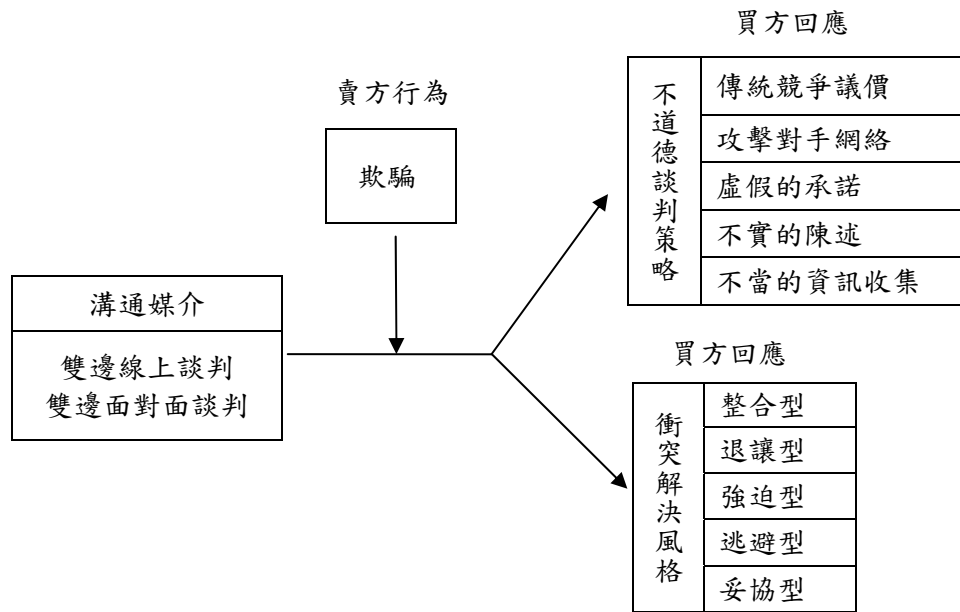 買方回應
賣方行為
欺騙
不道德談判策略
傳統競爭議價
攻擊對手網絡
虛假的承諾
不實的陳述
不當的資訊收集
溝通媒介
雙邊線上談判
雙邊面對面談判
買方回應
衝突解決風格
整合型
退讓型
強迫型
逃避型
妥協型